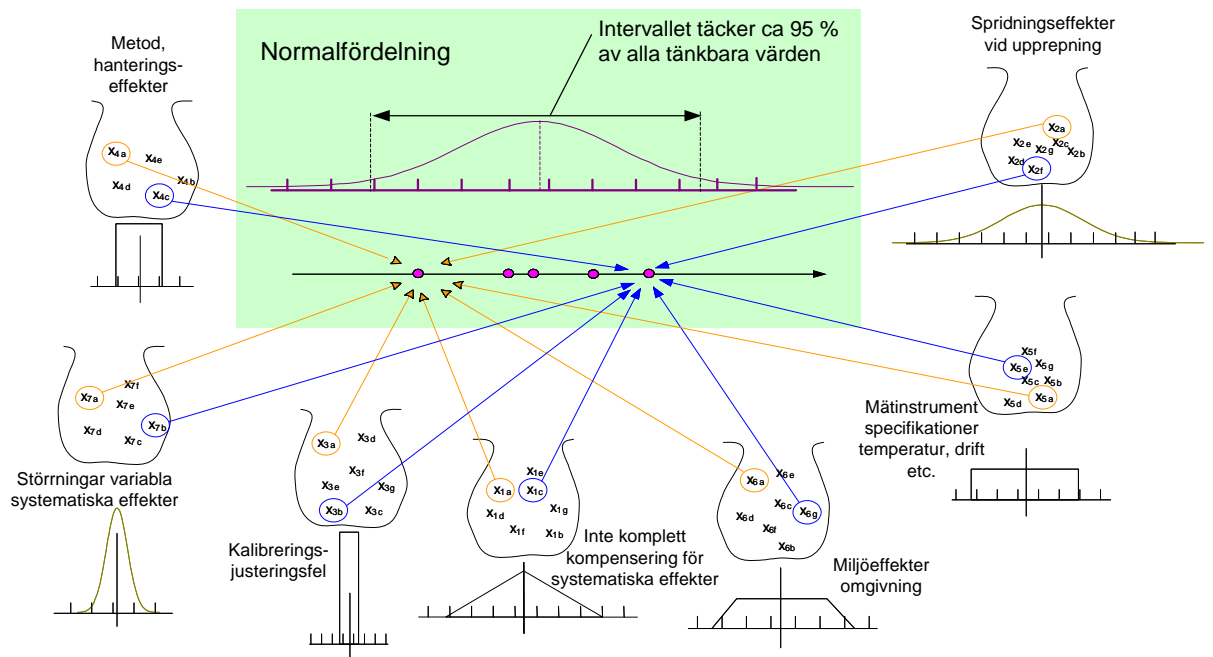 Metod,
hanterings-
effekter
Normalfördelning
Intervallet täcker ca 95 %
av alla tänkbara värden
Spridningseffekter
vid upprepning
X4a
X4e
X4b
X4d
X4c
X2a
X2e
X2c
X2g
X2b
X2d
X2f
X7f
X7a
X7e
X7b
X7d
X7c
Störrningar variabla
systematiska effekter
X3d
X3a
X3f
X3e
X3g
X3b
X3c
Kalibrerings-
justeringsfel
X1e
X1a
X1c
X1d
X1g
X1f
X1b
Inte komplett
kompensering för
systematiska effekter
X6e
X6a
X6c
X6d
X6g
X6f
X6b
Miljöeffekter
omgivning
X5f
X5g
X5e
X5c
X5b
X5d
X5a
Mätinstrument
specifikationer
temperatur, drift
etc.